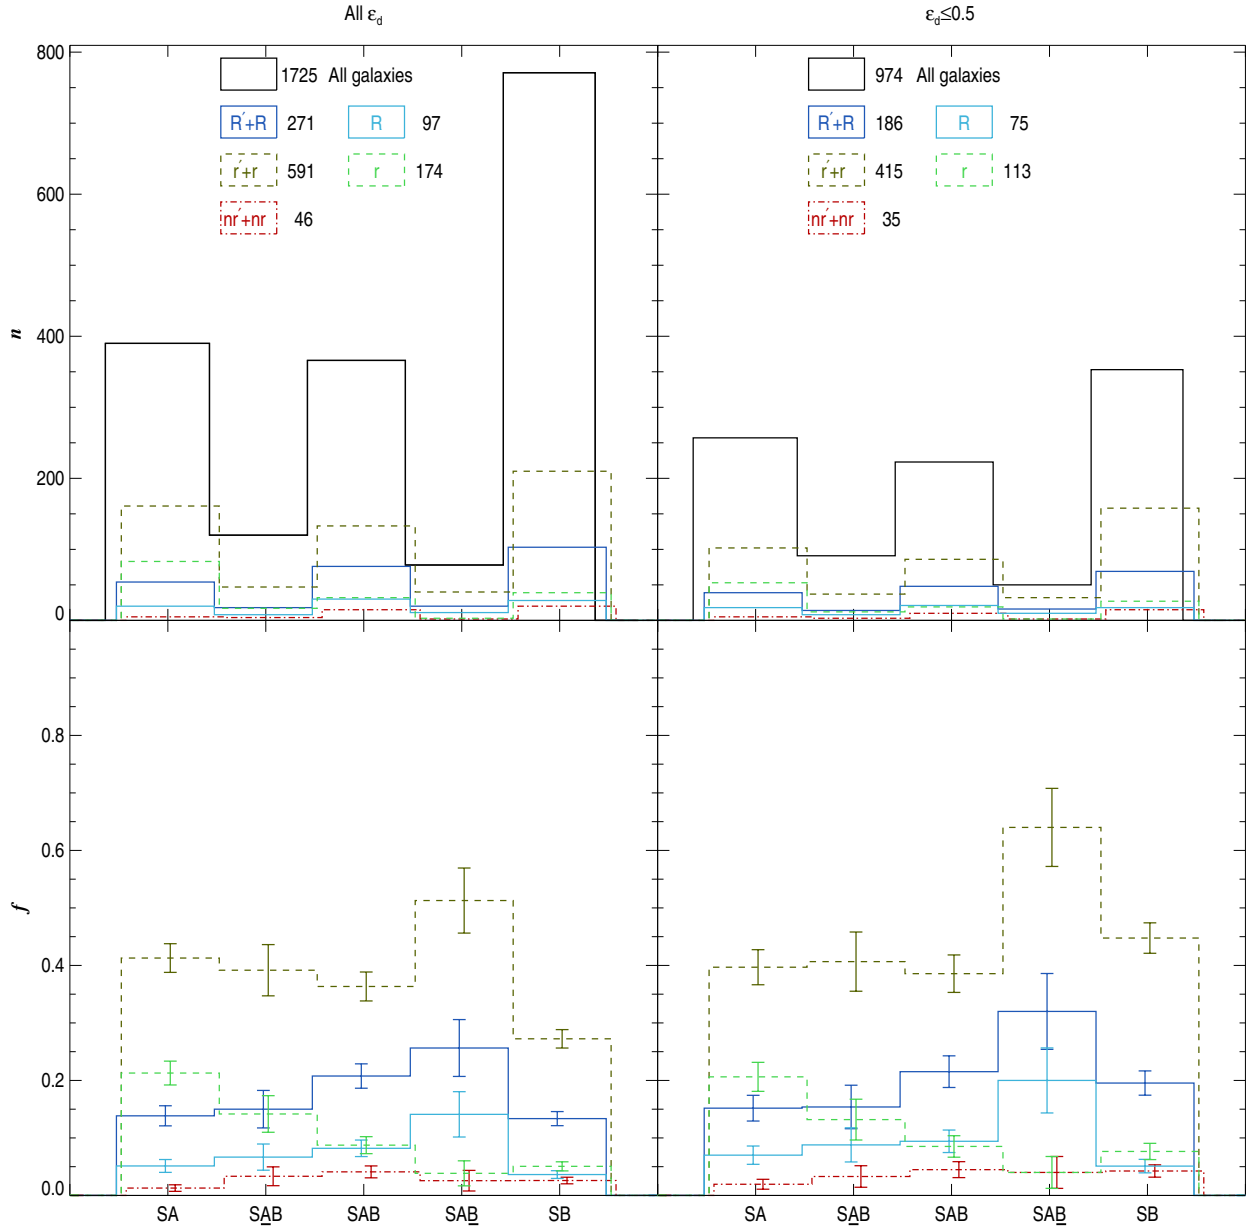 All ε_d
ε_d≤0.5
1725 All galaxies
R′+R 271 R 97
r′+r 591 r 174
nr′+nr 46
974 All galaxies
R′+R 186 R 75
r′+r 415 r 113
nr′+nr 35
800
600
400
200
0
n
0.8
0.6
0.4
0.2
0.0
f
SA SA̲B SAB SAB̲ SB
SA SA̲B SAB SAB̲ SB